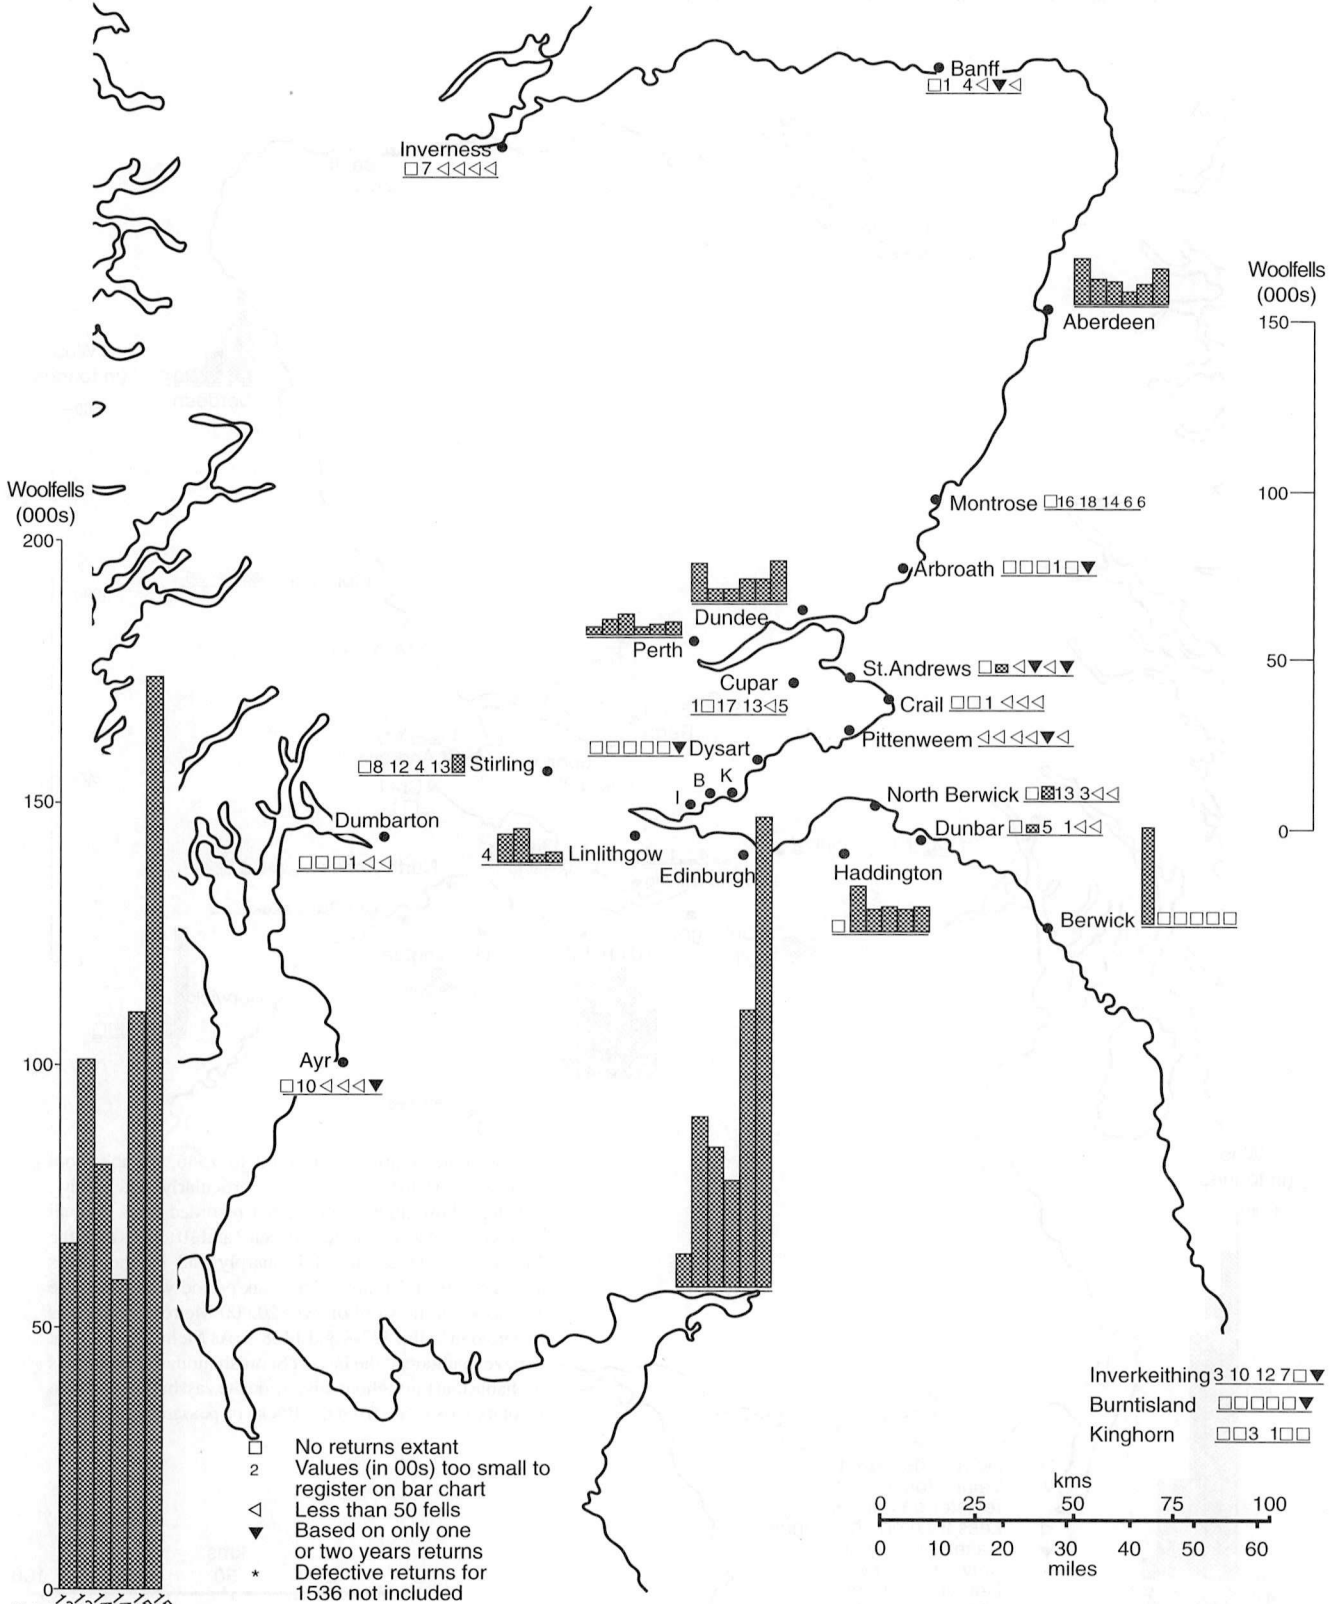 Banff
□1 4◁▼◁
Inverness
□7◁◁◁◁
Woolfells
(000s)
150
Aberdeen
100
Montrose □16 18 14 6 6
Woolfells
(000s)
200
Arbroath □□□1□▼
Dundee
Perth
50
St.Andrews □ ◁▼◁▼
Cupar
1□17 13◁5
Crail □□1◁◁◁
Pittenweem ◁◁◁◁▼◁
□□□□□▼ Dysart
□8 12 4 13 Stirling
B K
I
North Berwick □ 13 3◁◁
150
Dumbarton
□□□1◁◁
Dunbar □ 5 1◁◁
0
4 Linlithgow
Edinburgh
Haddington
□
Berwick □□□□□
100
Ayr
□10◁◁◁▼
50
Inverkeithing 3 10 12 7□▼
Burntisland □□□□□▼
Kinghorn □□3 1□□
□ No returns extant
2 Values (in 00s) too small to
register on bar chart
◁ Less than 50 fells
▼ Based on only one
or two years returns
* Defective returns for
1536 not included
kms
0 25 50 75 100
0 10 20 30 40 50 60
miles
0